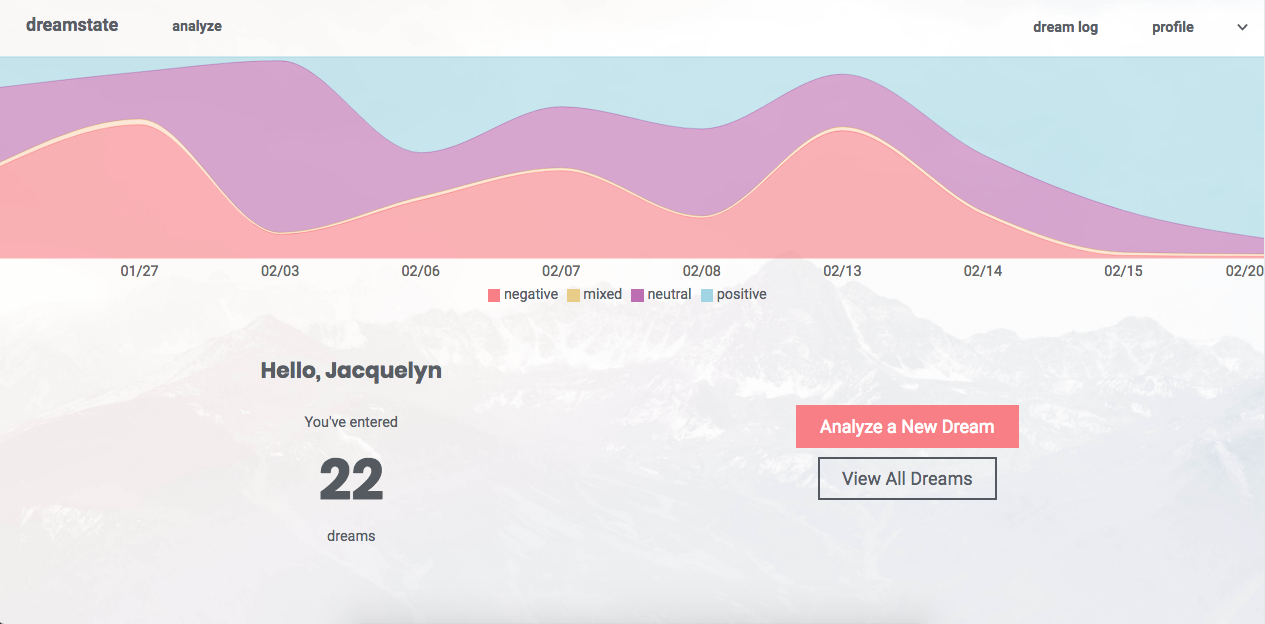 dreamstate analyze dream log profile
01/27 02/03 02/06 02/07 02/08 02/13 02/14 02/15 02/20
negative mixed neutral positive
Hello, Jacquelyn
You've entered
22
dreams
Analyze a New Dream
View All Dreams